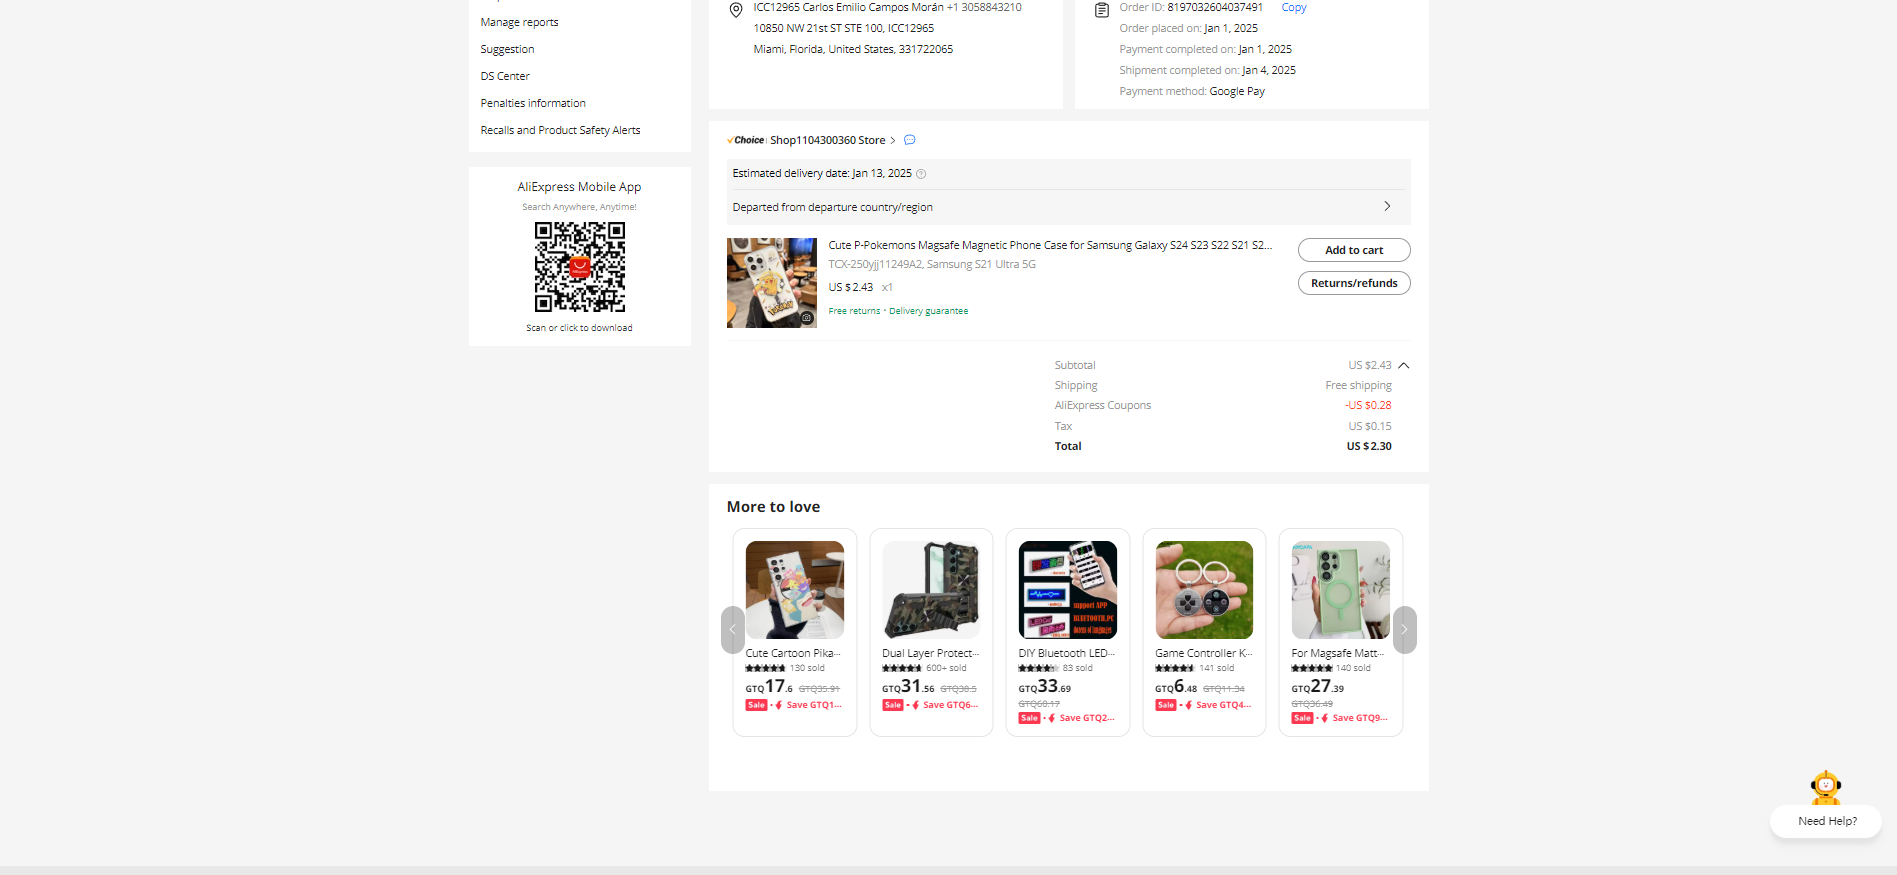 Manage reports
Suggestion
DS Center
Penalties information
Recalls and Product Safety Alerts
AliExpress Mobile App
Search Anywhere, Anytime!
Scan or click to download
ICC12965 Carlos Emilio Campos Morán +1 3058843210
10850 NW 21st ST STE 100, ICC12965
Miami, Florida, United States, 331722065
Order ID: 8197032604037491 Copy
Order placed on: Jan 1, 2025
Payment completed on: Jan 1, 2025
Shipment completed on: Jan 4, 2025
Payment method: Google Pay
Choice Shop1104300360 Store
Estimated delivery date: Jan 13, 2025
Departed from departure country/region
Cute P-Pokemons Magsafe Magnetic Phone Case for Samsung Galaxy S24 S23 S22 S21 S2...
TCX-250yjj11249A2, Samsung S21 Ultra 5G
US $2.43 x1
Free returns · Delivery guarantee
Add to cart
Returns/refunds
Subtotal US $2.43
Shipping Free shipping
AliExpress Coupons -US $0.28
Tax US $0.15
Total US $2.30
More to love
Cute Cartoon Pika...
130 sold
GTQ17.6 GTQ35.91
Sale Save GTQ1...
Dual Layer Protect...
600+ sold
GTQ31.56 GTQ38.5
Sale Save GTQ6...
support APP
BLUETOOTH,PC
dozens of languages
DIY Bluetooth LED...
83 sold
GTQ33.69
GTQ60.17
Sale Save GTQ2...
Game Controller K...
141 sold
GTQ6.48 GTQ11.34
Sale Save GTQ4...
For Magsafe Matt...
140 sold
GTQ27.39
GTQ36.49
Sale Save GTQ9...
Need Help?